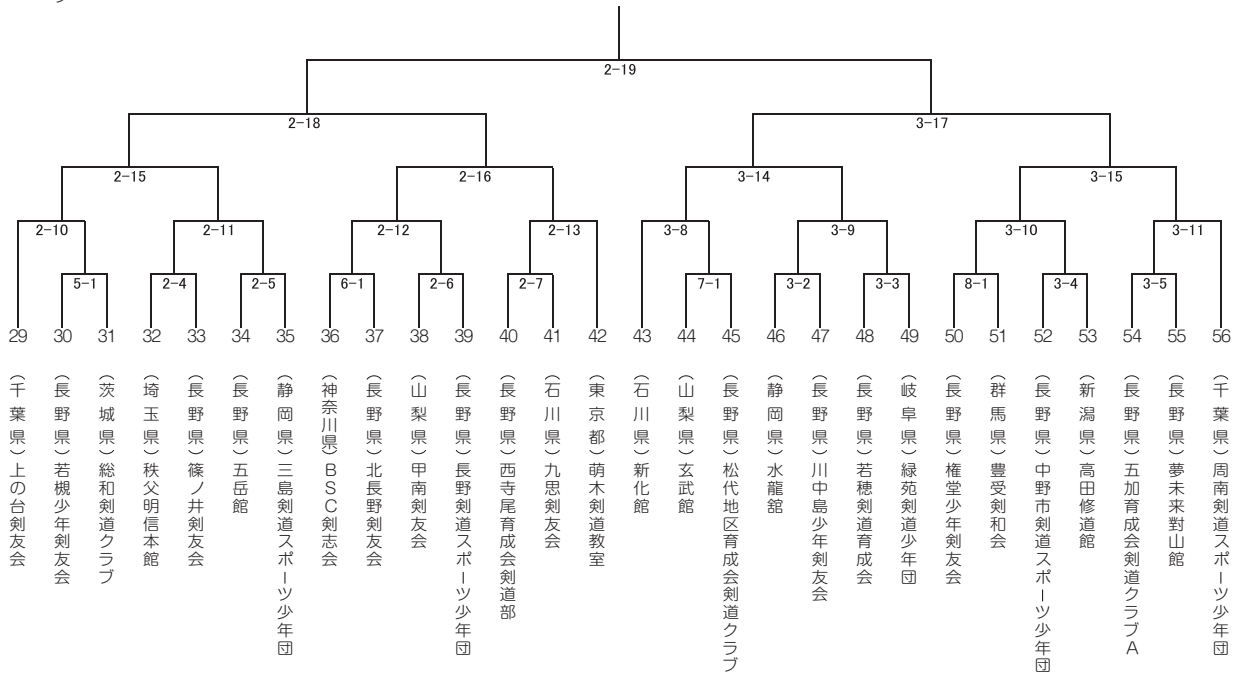 2-19
2-18
3-17
2-15
2-16
3-14
3-15
2-10
2-11
2-12
2-13
3-8
3-9
3-10
3-11
5-1
2-4
2-5
6-1
2-6
2-7
7-1
3-2
3-3
8-1
3-4
3-5
29 (千葉県)上の台剣友会
30 (長野県)若槻少年剣友会
31 (茨城県)総和剣道クラブ
32 (埼玉県)秩父明信本館
33 (長野県)篠ノ井剣友会
34 (長野県)五岳館
35 (静岡県)三島剣道スポーツ少年団
36 (神奈川県)BSC剣志会
37 (長野県)北長野剣友会
38 (山梨県)甲南剣友会
39 (長野県)長野剣道スポーツ少年団
40 (長野県)西寺尾育成会剣道部
41 (石川県)九思剣友会
42 (東京都)萌木剣道教室
43 (石川県)新化館
44 (山梨県)玄武館
45 (長野県)松代地区育成会剣道クラブ
46 (静岡県)水龍舘
47 (長野県)川中島少年剣友会
48 (長野県)若穂剣道育成会
49 (岐阜県)緑苑剣道少年団
50 (長野県)権堂少年剣友会
51 (群馬県)豊受剣和会
52 (長野県)中野市剣道スポーツ少年団
53 (新潟県)高田修道館
54 (長野県)五加育成会剣道クラブA
55 (長野県)夢未来對山館
56 (千葉県)周南剣道スポーツ少年団